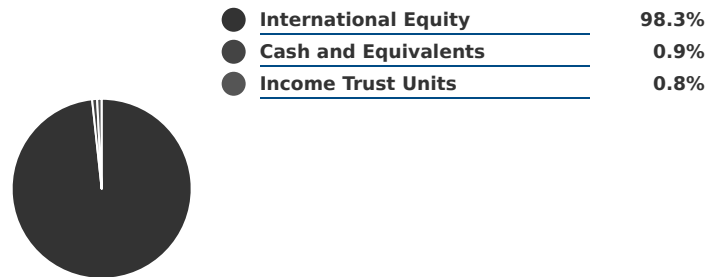 International Equity 98.3%
Cash and Equivalents 0.9%
Income Trust Units 0.8%